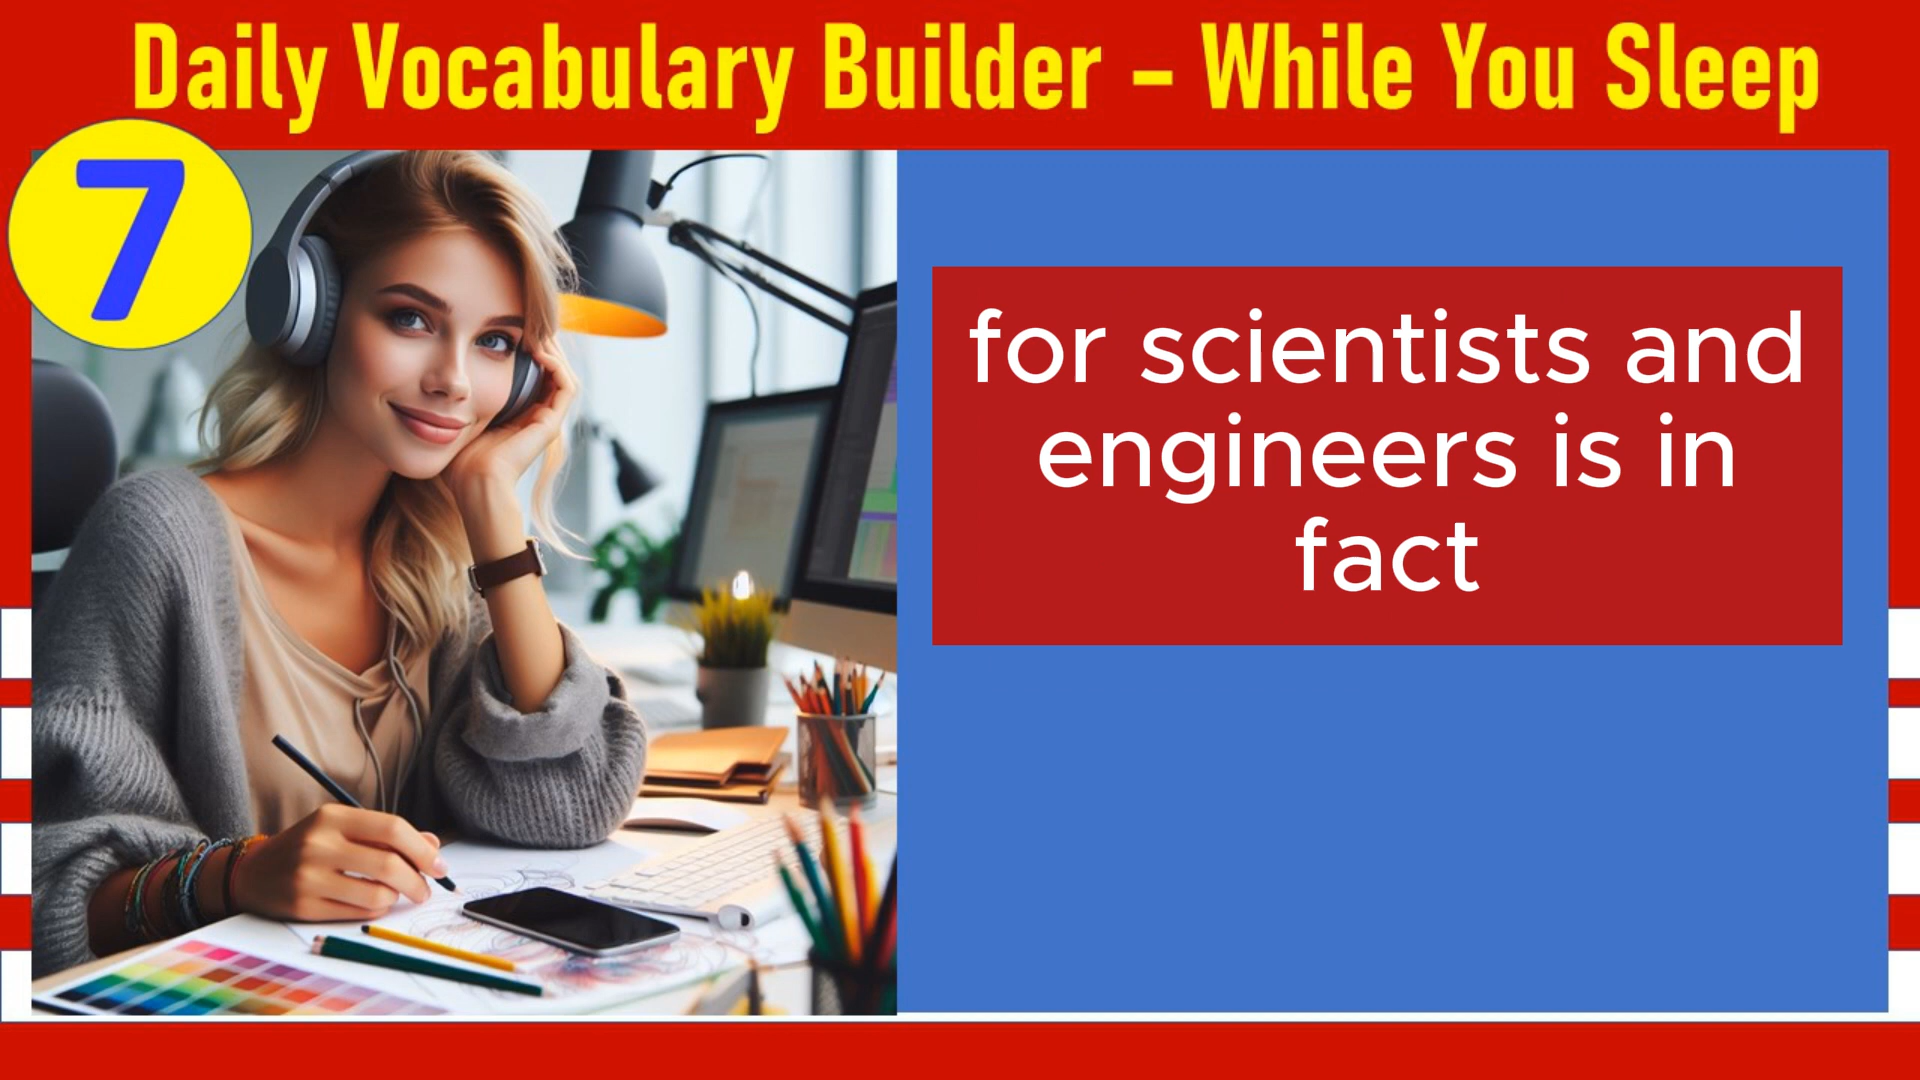 Daily Vocabulary Builder – While You Sleep
7
for scientists and
engineers is in
fact